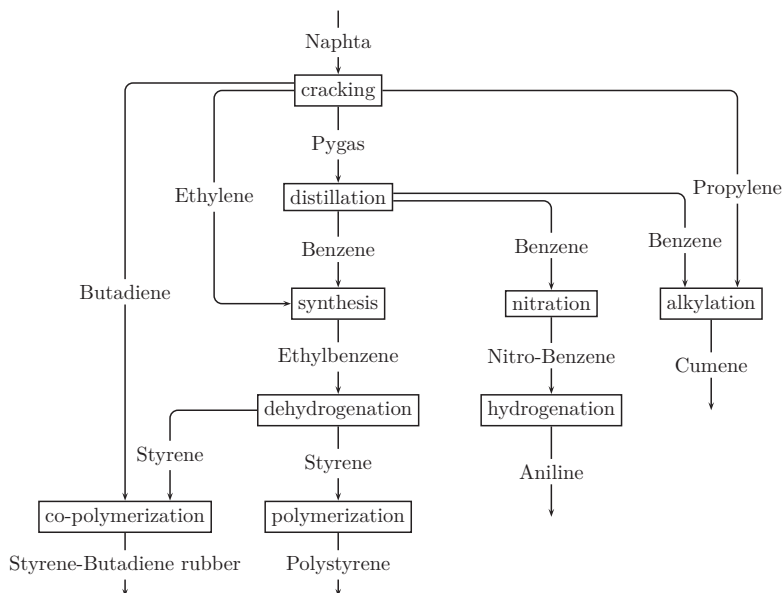 Naphta
cracking
Pygas
Ethylene
Propylene
distillation
Benzene
Benzene
Benzene
Butadiene
synthesis
nitration
alkylation
Ethylbenzene
Nitro-Benzene
Cumene
dehydrogenation
hydrogenation
Styrene
Styrene
Aniline
co-polymerization
polymerization
Styrene-Butadiene rubber
Polystyrene